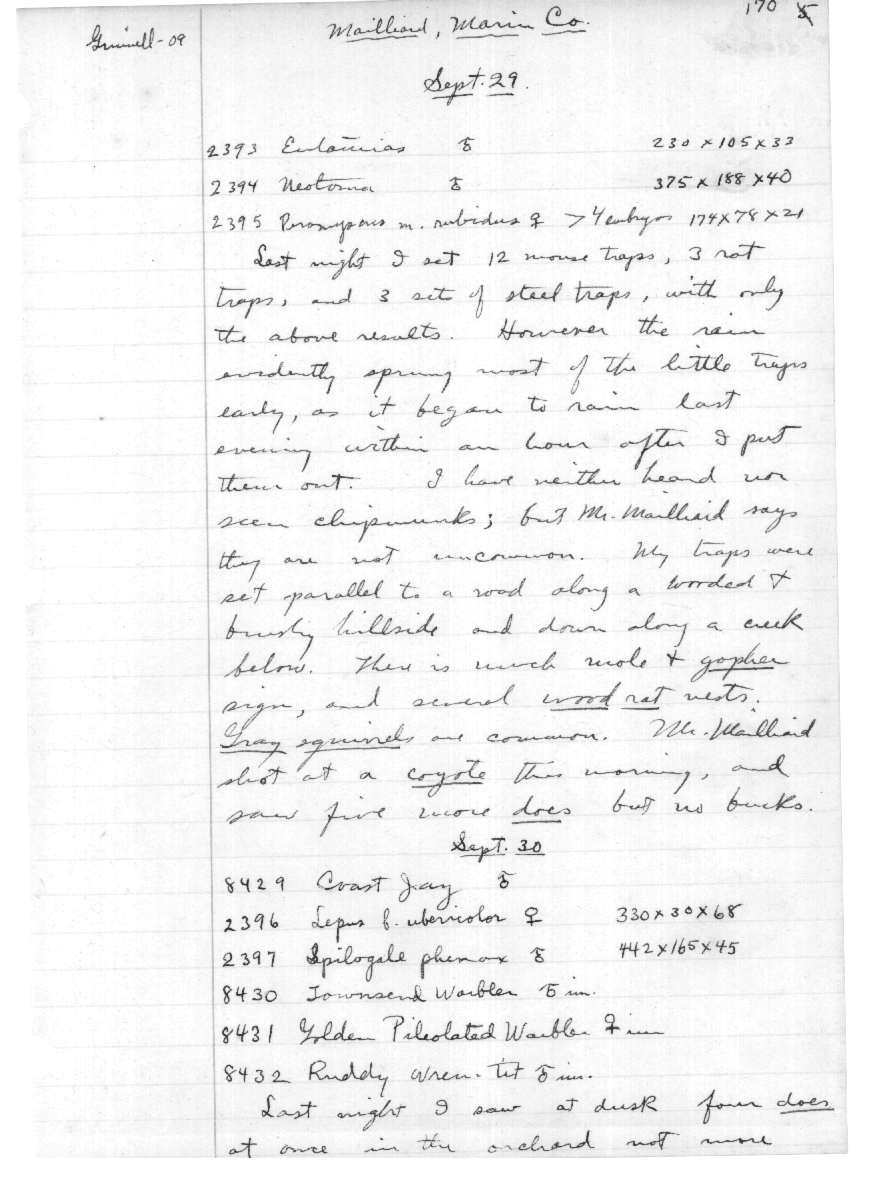 Grinnell-09
Mailliard, Marin Co.
170
Sept. 29.
2393 Eutamias ♂ 230 x 105 x 33
2394 Neotoma ♂ 375 x 188 x 40
2395 Peromyscus m. rubidus ♀ > 4 embryos 174 x 78 x 21
Last night I set 12 mouse traps, 3 rat
traps, and 3 sets of steel traps, with only
the above results. However the rain
evidently sprung most of the little traps
early, as it began to rain last
evening within an hour after I put
them out. I have neither heard nor
seen chipmunks; but Mr. Mailliard says
they are not uncommon. My traps were
set parallel to a road along a wooded &
brushy hillside and down along a creek
below. There is much mole & gopher
sign, and several wood rat nests.
Gray squirrels are common. Mr. Mailliard
shot at a coyote this morning, and
saw five more does but no bucks.
Sept. 30
8429 Coast Jay ♂
2396 Lepus b. ubericolor ♀ 330 x 30 x 68
2397 Spilogale phenax ♂ 442 x 165 x 45
8430 Townsend Warbler ♂ im.
8431 Golden Pileolated Warbler ♀ im
8432 Ruddy Wren-tit ♂ im.
Last night I saw at dusk four does
at once in the orchard not more